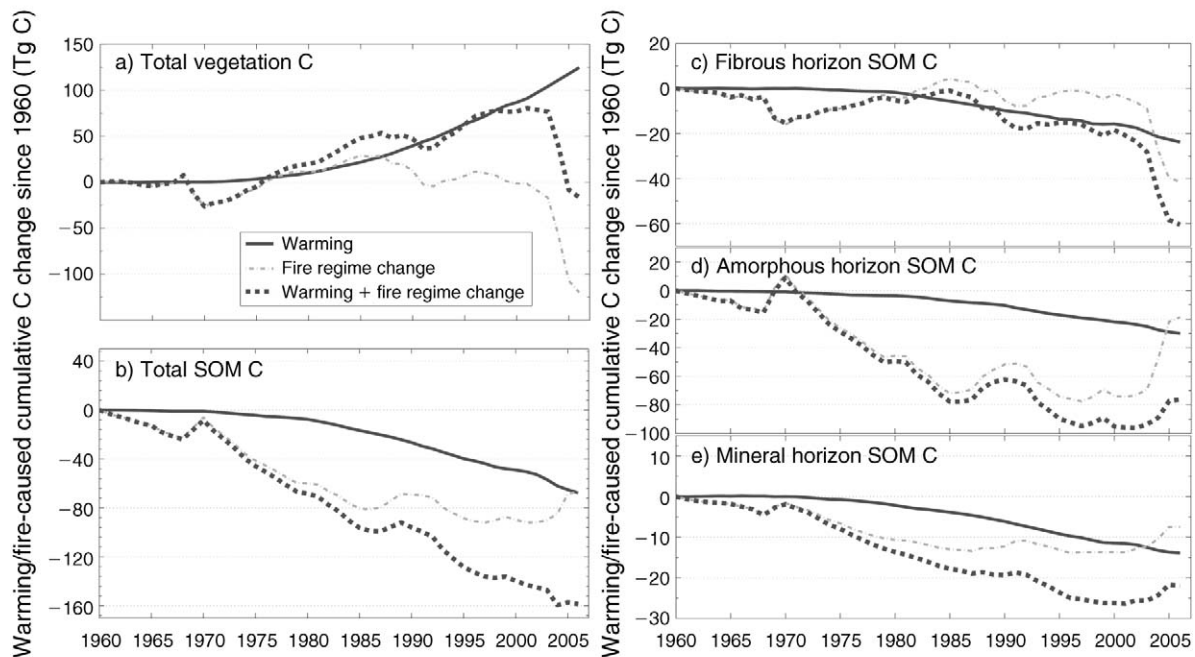 Warming/fire-caused cumulative C change since 1960 (Tg C)
150
100
50
0
−50
−100
a) Total vegetation C
Warming
Fire regime change
Warming + fire regime change
40
0
−40
−80
−120
−160
b) Total SOM C
1960 1965 1970 1975 1980 1985 1990 1995 2000 2005
Warming/fire-caused cumulative C change since 1960 (Tg C)
20
0
−20
−40
−60
c) Fibrous horizon SOM C
20
0
−20
−40
−60
−80
−100
d) Amorphous horizon SOM C
10
0
−10
−20
−30
e) Mineral horizon SOM C
1960 1965 1970 1975 1980 1985 1990 1995 2000 2005